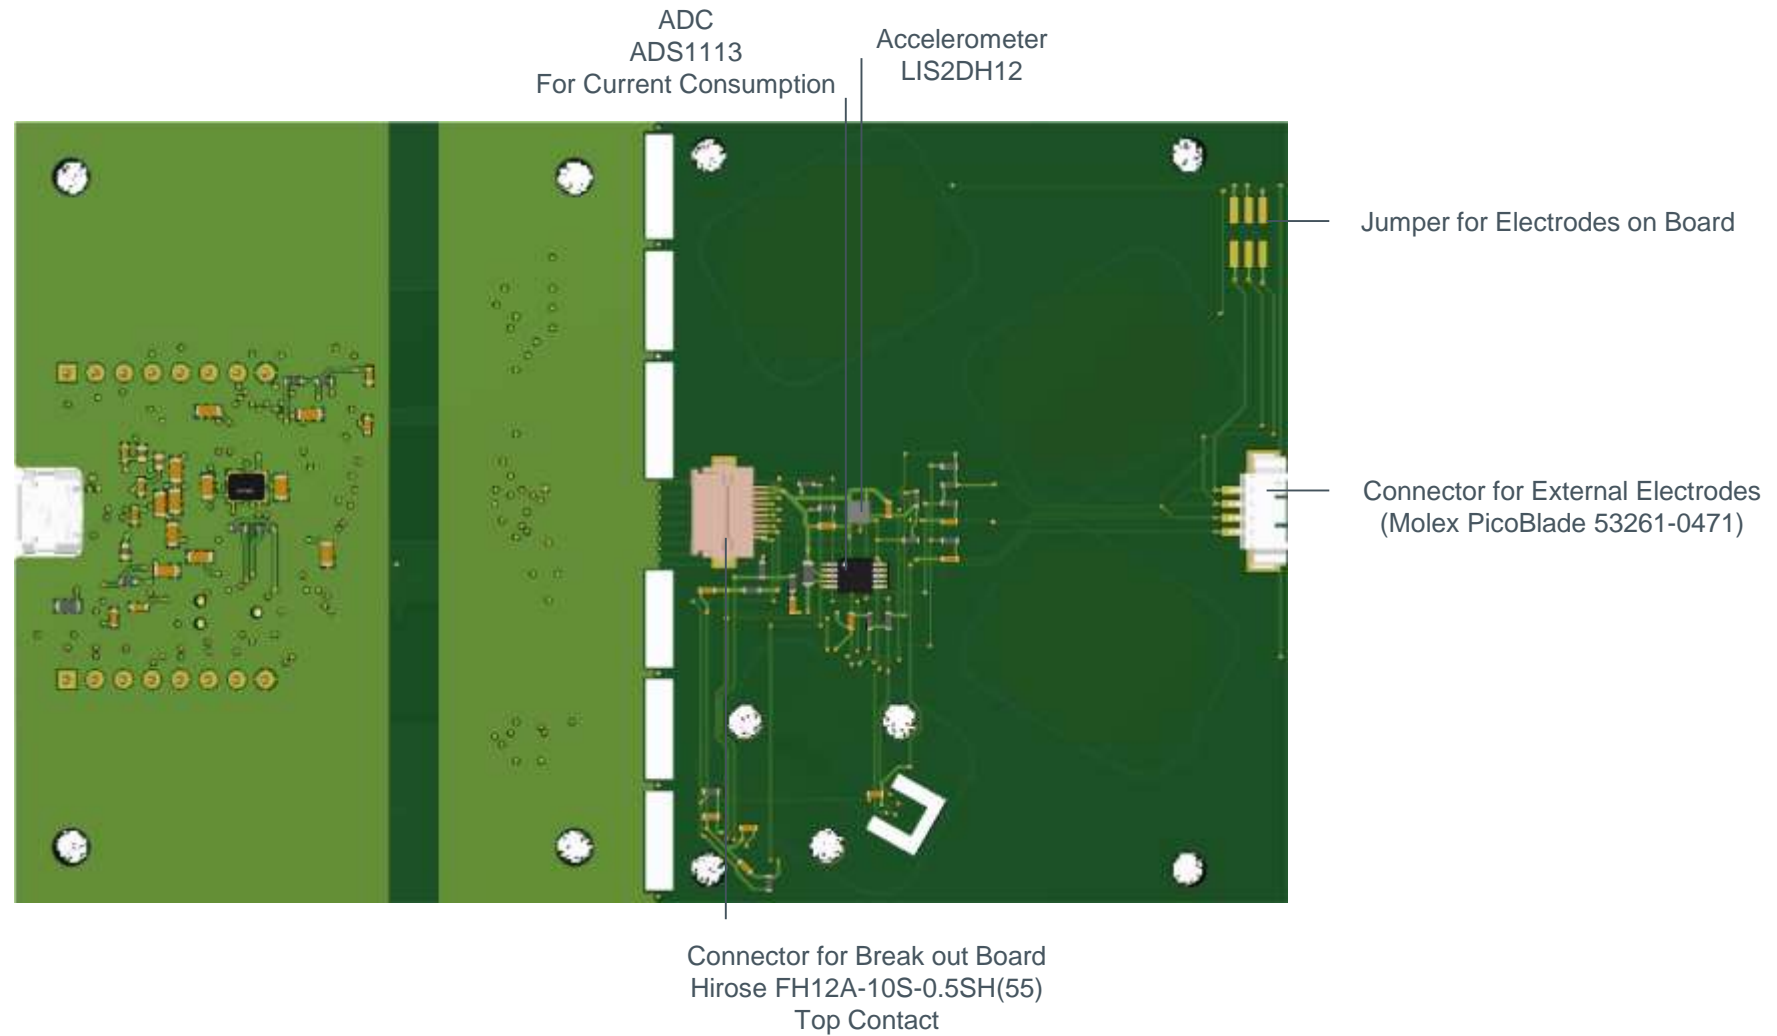 ADC
ADS1113
For Current Consumption
Accelerometer
LIS2DH12
Jumper for Electrodes on Board
Connector for External Electrodes
(Molex PicoBlade 53261-0471)
Connector for Break out Board
Hirose FH12A-10S-0.5SH(55)
Top Contact